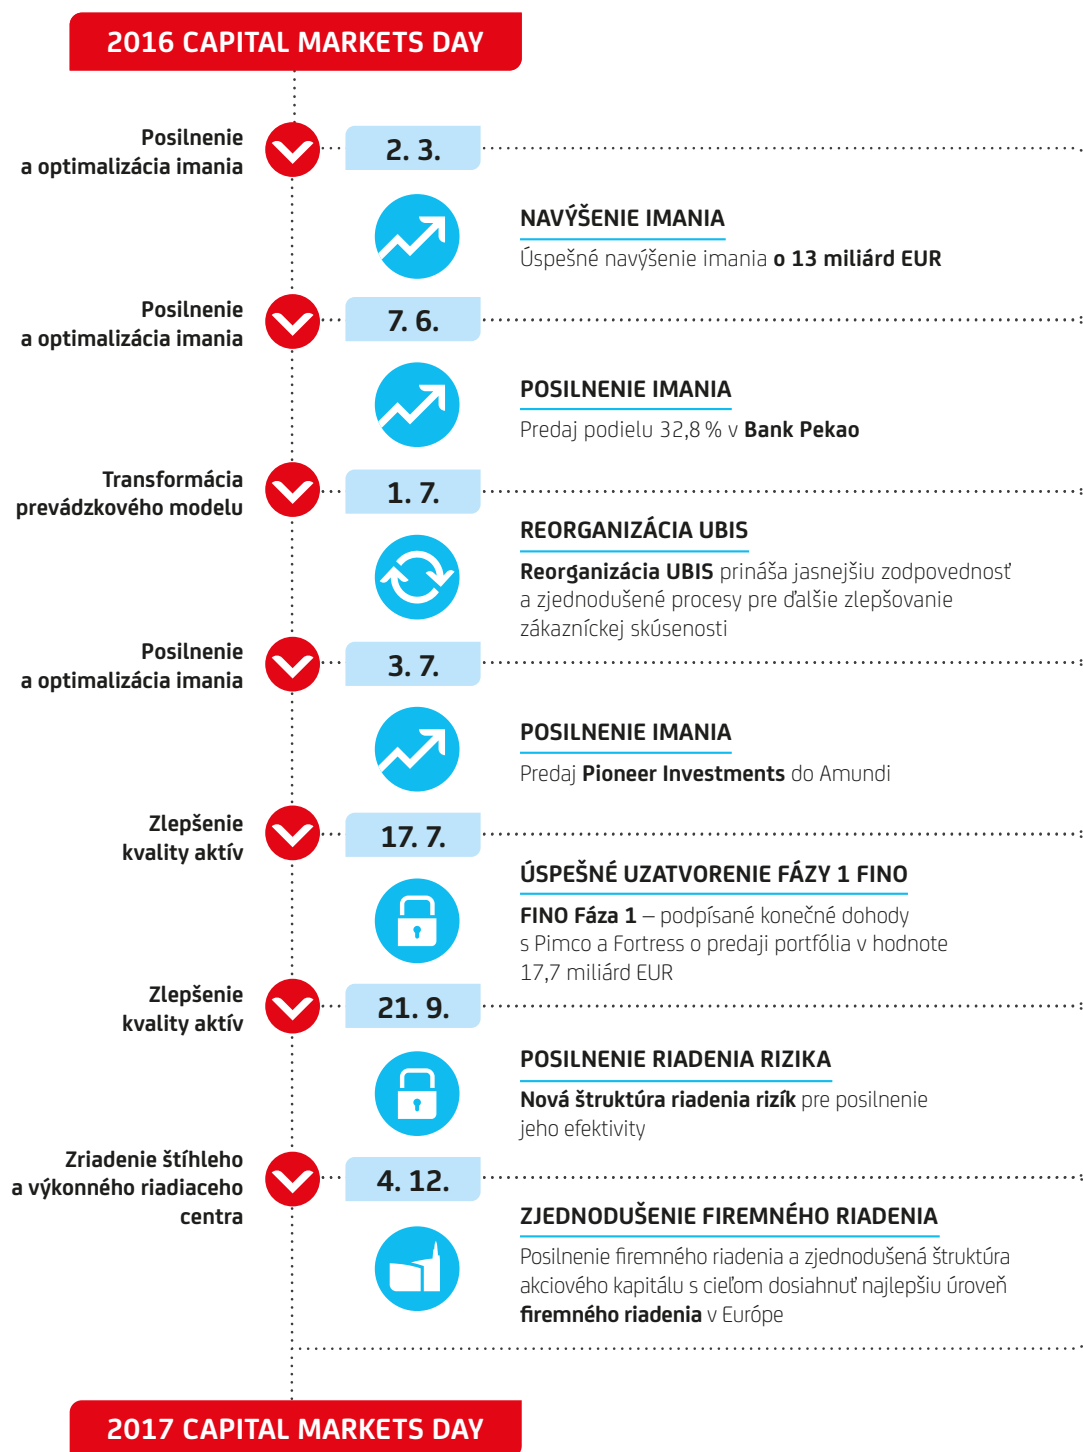 2016 CAPITAL MARKETS DAY
Posilnenie
a optimalizácia imania
2. 3.
NAVÝŠENIE IMANIA
Úspešné navýšenie imania o 13 miliárd EUR
Posilnenie
a optimalizácia imania
7. 6.
POSILNENIE IMANIA
Predaj podielu 32,8 % v Bank Pekao
Transformácia
prevádzkového modelu
1. 7.
REORGANIZÁCIA UBIS
Reorganizácia UBIS prináša jasnejšiu zodpovednosť
a zjednodušené procesy pre ďalšie zlepšovanie
zákazníckej skúsenosti
Posilnenie
a optimalizácia imania
3. 7.
POSILNENIE IMANIA
Predaj Pioneer Investments do Amundi
Zlepšenie
kvality aktív
17. 7.
ÚSPEŠNÉ UZATVORENIE FÁZY 1 FINO
FINO Fáza 1 – podpísané konečné dohody
s Pimco a Fortress o predaji portfólia v hodnote
17,7 miliárd EUR
Zlepšenie
kvality aktív
21. 9.
POSILNENIE RIADENIA RIZIKA
Nová štruktúra riadenia rizík pre posilnenie
jeho efektivity
Zriadenie štíhleho
a výkonného riadiaceho
centra
4. 12.
ZJEDNODUŠENIE FIREMNÉHO RIADENIA
Posilnenie firemného riadenia a zjednodušená štruktúra
akciového kapitálu s cieľom dosiahnuť najlepšiu úroveň
firemného riadenia v Európe
2017 CAPITAL MARKETS DAY